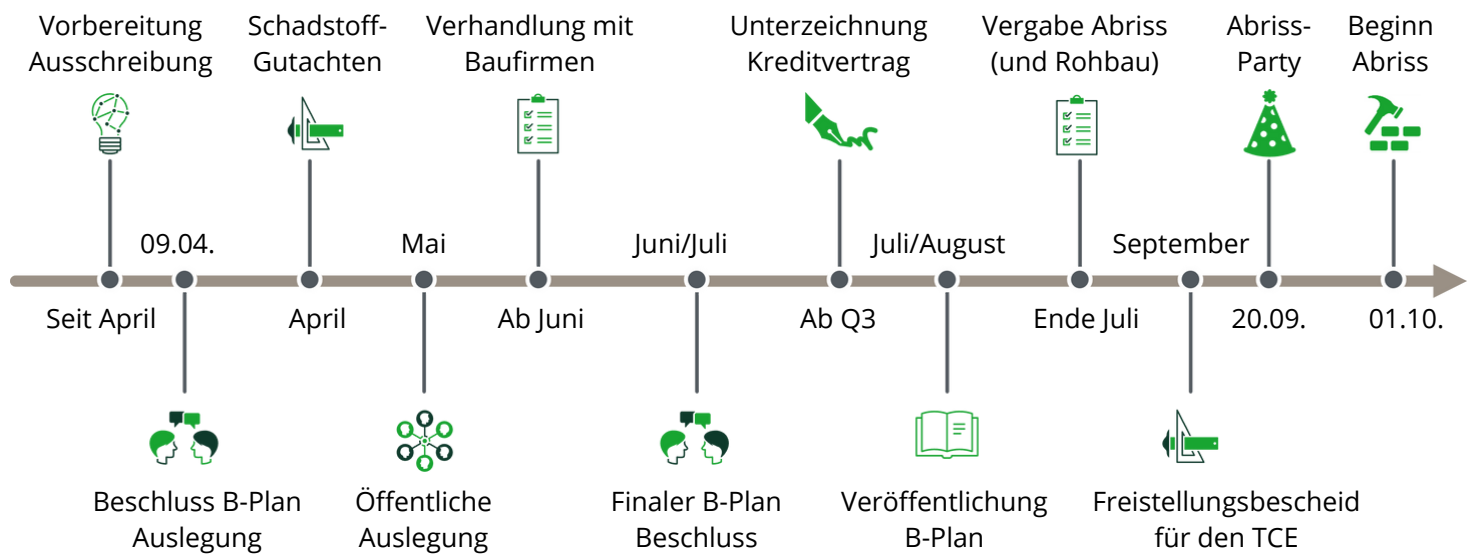 Vorbereitung
Ausschreibung
Schadstoff-
Gutachten
Verhandlung mit
Baufirmen
Unterzeichnung
Kreditvertrag
Vergabe Abriss
(und Rohbau)
Abriss-
Party
Beginn
Abriss
09.04.
Mai
Juni/Juli
Juli/August
September
Seit April
April
Ab Juni
Ab Q3
Ende Juli
20.09.
01.10.
Beschluss B-Plan
Auslegung
Öffentliche
Auslegung
Finaler B-Plan
Beschluss
Veröffentlichung
B-Plan
Freistellungsbescheid
für den TCE